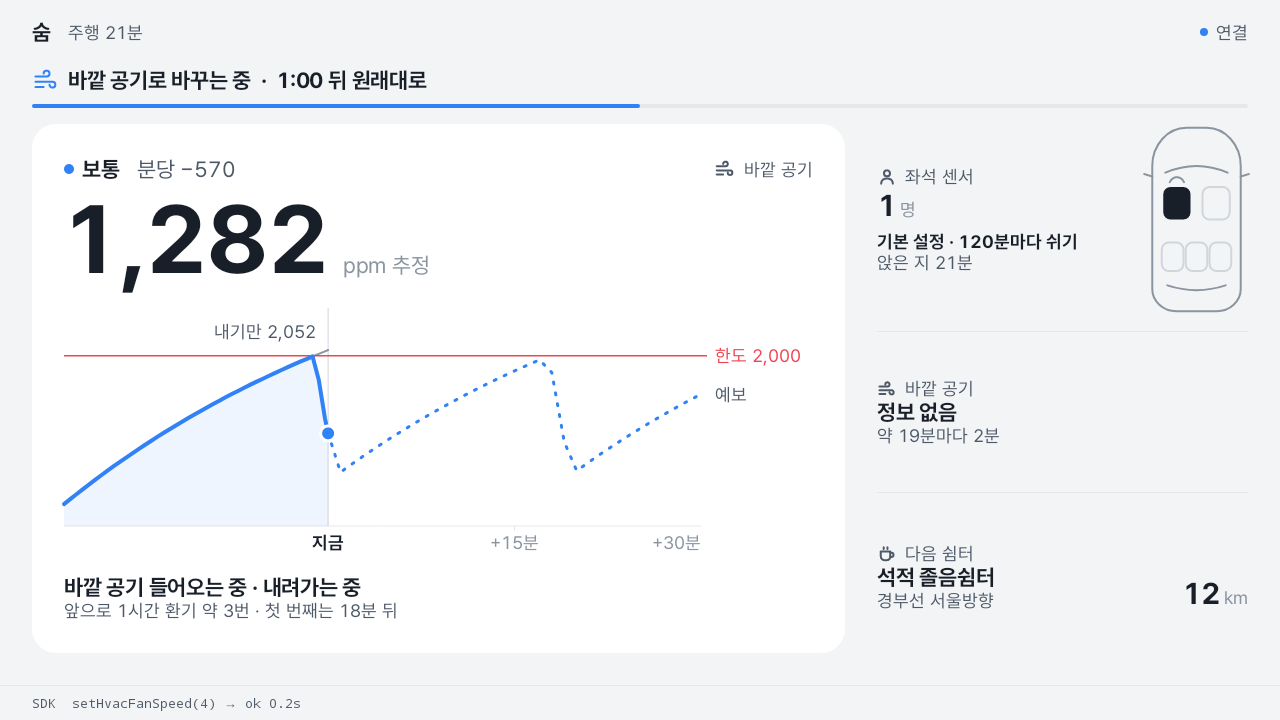 숨 주행 21분
연결
바깥 공기로 바꾸는 중 · 1:00 뒤 원래대로
보통 분당 −570
바깥 공기
1,282 ppm 추정
내기만 2,052
한도 2,000
예보
지금
+15분
+30분
바깥 공기 들어오는 중 · 내려가는 중
앞으로 1시간 환기 약 3번 · 첫 번째는 18분 뒤
좌석 센서
1 명
기본 설정 · 120분마다 쉬기
앉은 지 21분
바깥 공기
정보 없음
약 19분마다 2분
다음 쉼터
석적 졸음쉼터
경부선 서울방향
12 km
SDK setHvacFanSpeed(4) → ok 0.2s